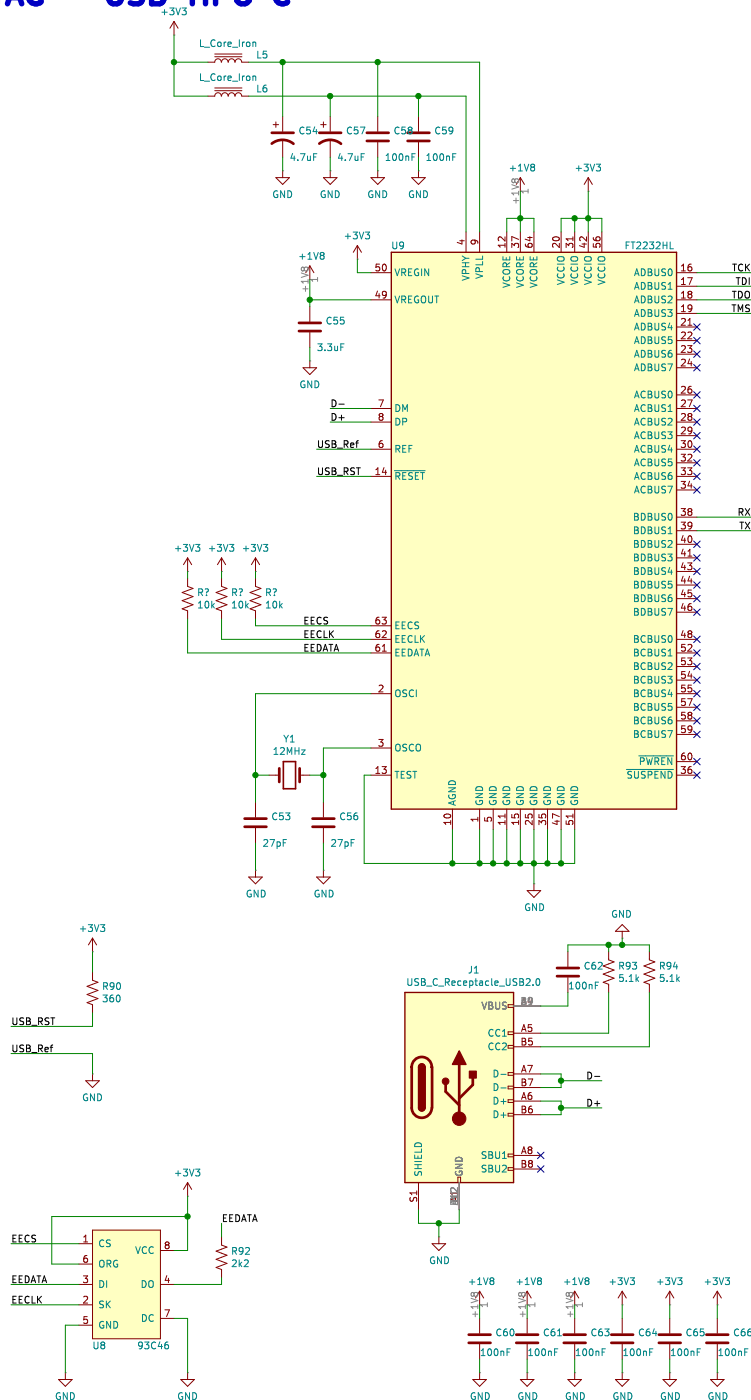 +3V3
L_Core_Iron
L5
L_Core_Iron
L6
C54
4.7uF
C57
4.7uF
C58
100nF
C59
100nF
GND
GND
GND
GND
+1V8
+1V8
1
+3V3
U9
FT2232HL
4
9
12
37
64
20
31
42
56
VPHY
VPLL
VCORE
VCORE
VCORE
VCCIO
VCCIO
VCCIO
VCCIO
+3V3
50
VREGIN
+1V8
+1V8
1
49
VREGOUT
C55
3.3uF
GND
D-
7
DM
D+
8
DP
USB_Ref
6
REF
USB_RST
14
RESET
ADBUS0 16 TCK
ADBUS1 17 TDI
ADBUS2 18 TDO
ADBUS3 19 TMS
ADBUS4 21
ADBUS5 22
ADBUS6 23
ADBUS7 24
ACBUS0 26
ACBUS1 27
ACBUS2 28
ACBUS3 29
ACBUS4 30
ACBUS5 32
ACBUS6 33
ACBUS7 34
BDBUS0 38 RX
BDBUS1 39 TX
BDBUS2 40
BDBUS3 41
BDBUS4 43
BDBUS5 44
BDBUS6 45
BDBUS7 46
BCBUS0 48
BCBUS1 52
BCBUS2 53
BCBUS3 54
BCBUS4 55
BCBUS5 57
BCBUS6 58
BCBUS7 59
PWREN 60
SUSPEND 36
+3V3
+3V3
+3V3
R?
10k
R?
10k
R?
10k
EECS 63 EECS
EECLK 62 EECLK
EEDATA 61 EEDATA
2 OSCI
Y1
12MHz
3 OSCO
13 TEST
C53
27pF
C56
27pF
GND
GND
AGND
GND
GND
GND
GND
GND
GND
GND
GND
10
1
5
11
15
25
35
47
51
GND
+3V3
R90
360
USB_RST
USB_Ref
GND
GND
C62
100nF
R93
5.1k
R94
5.1k
J1
USB_C_Receptacle_USB2.0
VBUS
CC1 A5
CC2 B5
D- A7
D- B7
D-
D+ A6
D+ B6
D+
SBU1 A8
SBU2 B8
SHIELD
GND
S1
GND
+3V3
EEDATA
R92
2k2
EECS 1 CS
6 ORG
EEDATA 3 DI
EECLK 2 SK
5 GND
VCC 8
DO 4
DC 7
U8
93C46
GND
GND
+1V8
+1V8
1
C60
100nF
GND
+1V8
+1V8
1
C61
100nF
GND
+1V8
+1V8
1
C63
100nF
GND
+3V3
C64
100nF
GND
+3V3
C65
100nF
GND
+3V3
C66
100nF
GND